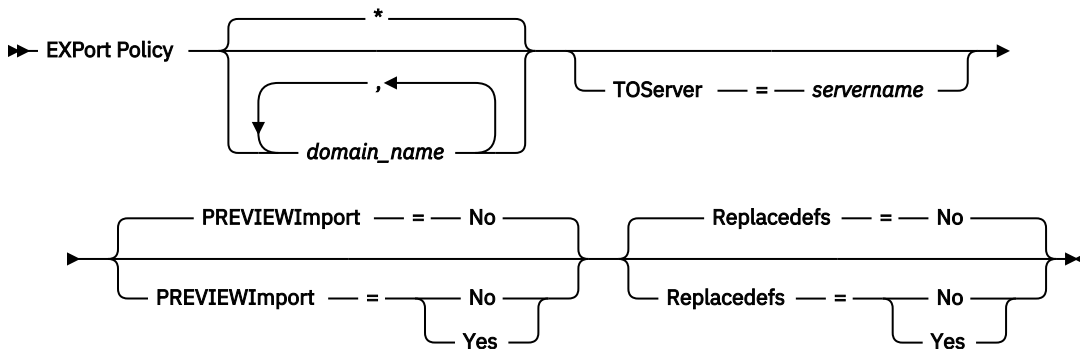 *
EXPort Policy
,
TOServer = servername
domain_name
PREVIEWImport = No Replacedefs = No
PREVIEWImport = No Replacedefs = No
Yes Yes